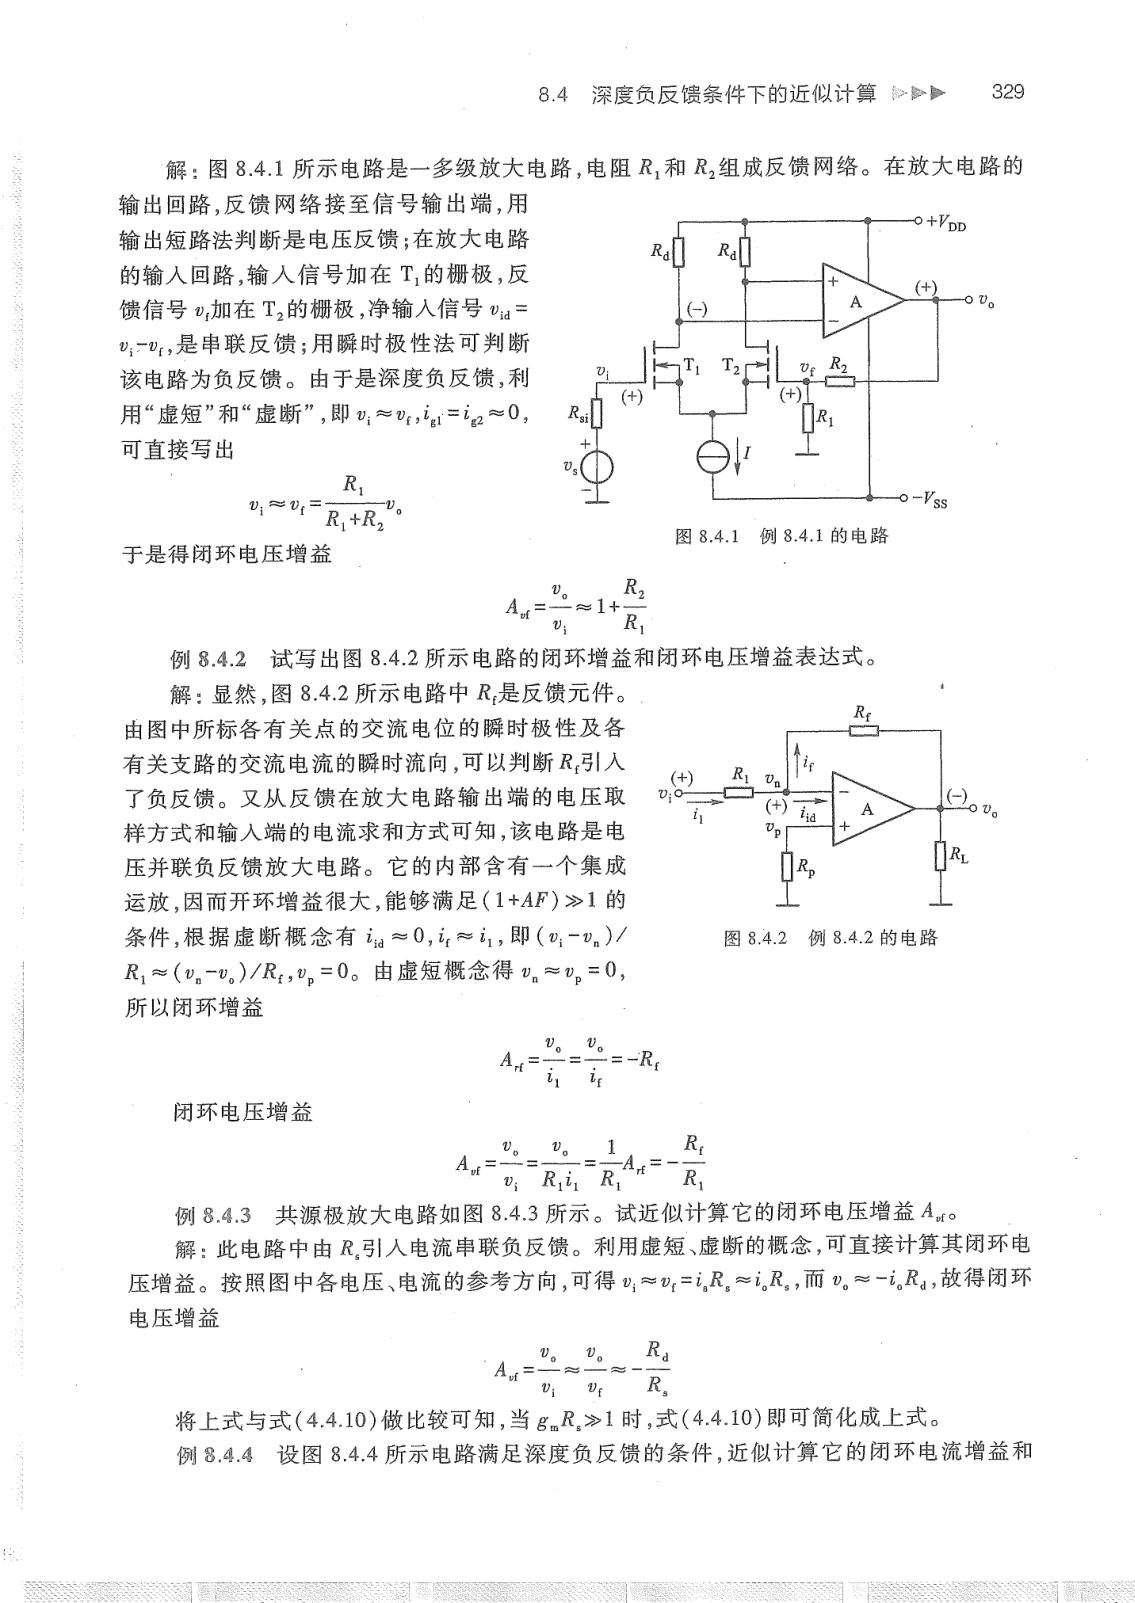 8.4 深度负反馈条件下的近似计算 329
解：图 8.4.1 所示电路是一多级放大电路,电阻 R₁和 R₂组成反馈网络。在放大电路的
输出回路,反馈网络接至信号输出端,用
输出短路法判断是电压反馈;在放大电路
的输入回路,输入信号加在 T₁的栅极,反
馈信号 v_f加在 T₂的栅极,净输入信号 v_id=
v_i-v_f,是串联反馈;用瞬时极性法可判断
该电路为负反馈。由于是深度负反馈,利
用“虚短”和“虚断”,即 v_i≈v_f,i_g1=i_g2≈0,
可直接写出
v_i≈v_f=R₁/(R₁+R₂) v_o
于是得闭环电压增益
+V_DD
R_d R_d
(-) + A - (+) v_o
v_i (+) T₁ T₂ v_f (+) R₂
R_si R₁
+ v_s - I
-V_SS
图 8.4.1 例 8.4.1 的电路
A_vf=v_o/v_i≈1+R₂/R₁
例 8.4.2 试写出图 8.4.2 所示电路的闭环增益和闭环电压增益表达式。
解：显然,图 8.4.2 所示电路中 R_f是反馈元件。
由图中所标各有关点的交流电位的瞬时极性及各
有关支路的交流电流的瞬时流向,可以判断 R_f引入
了负反馈。又从反馈在放大电路输出端的电压取
样方式和输入端的电流求和方式可知,该电路是电
压并联负反馈放大电路。它的内部含有一个集成
运放,因而开环增益很大,能够满足(1+AF)≫1 的
条件,根据虚断概念有 i_id≈0,i_f≈i₁,即(v_i-v_n)/
R₁≈(v_n-v_o)/R_f,v_p=0。由虚短概念得 v_n≈v_p=0,
所以闭环增益
R_f
i_f
(+) v_i R₁ v_n - A (-) v_o
i₁ (+) i_id
v_p +
R_p R_L
图 8.4.2 例 8.4.2 的电路
A_rf=v_o/i₁=v_o/i_f=-R_f
闭环电压增益
A_vf=v_o/v_i=v_o/(R₁i₁)=(1/R₁)A_rf=-R_f/R₁
例 8.4.3 共源极放大电路如图 8.4.3 所示。试近似计算它的闭环电压增益 A_vf。
解：此电路中由 R_s引入电流串联负反馈。利用虚短、虚断的概念,可直接计算其闭环电
压增益。按照图中各电压、电流的参考方向,可得 v_i≈v_f=i_sR_s≈i_oR_s,而 v_o≈-i_oR_d,故得闭环
电压增益
A_vf=v_o/v_i≈v_o/v_f≈-R_d/R_s
将上式与式(4.4.10)做比较可知,当 g_mR_s≫1 时,式(4.4.10)即可简化成上式。
例 8.4.4 设图 8.4.4 所示电路满足深度负反馈的条件,近似计算它的闭环电流增益和